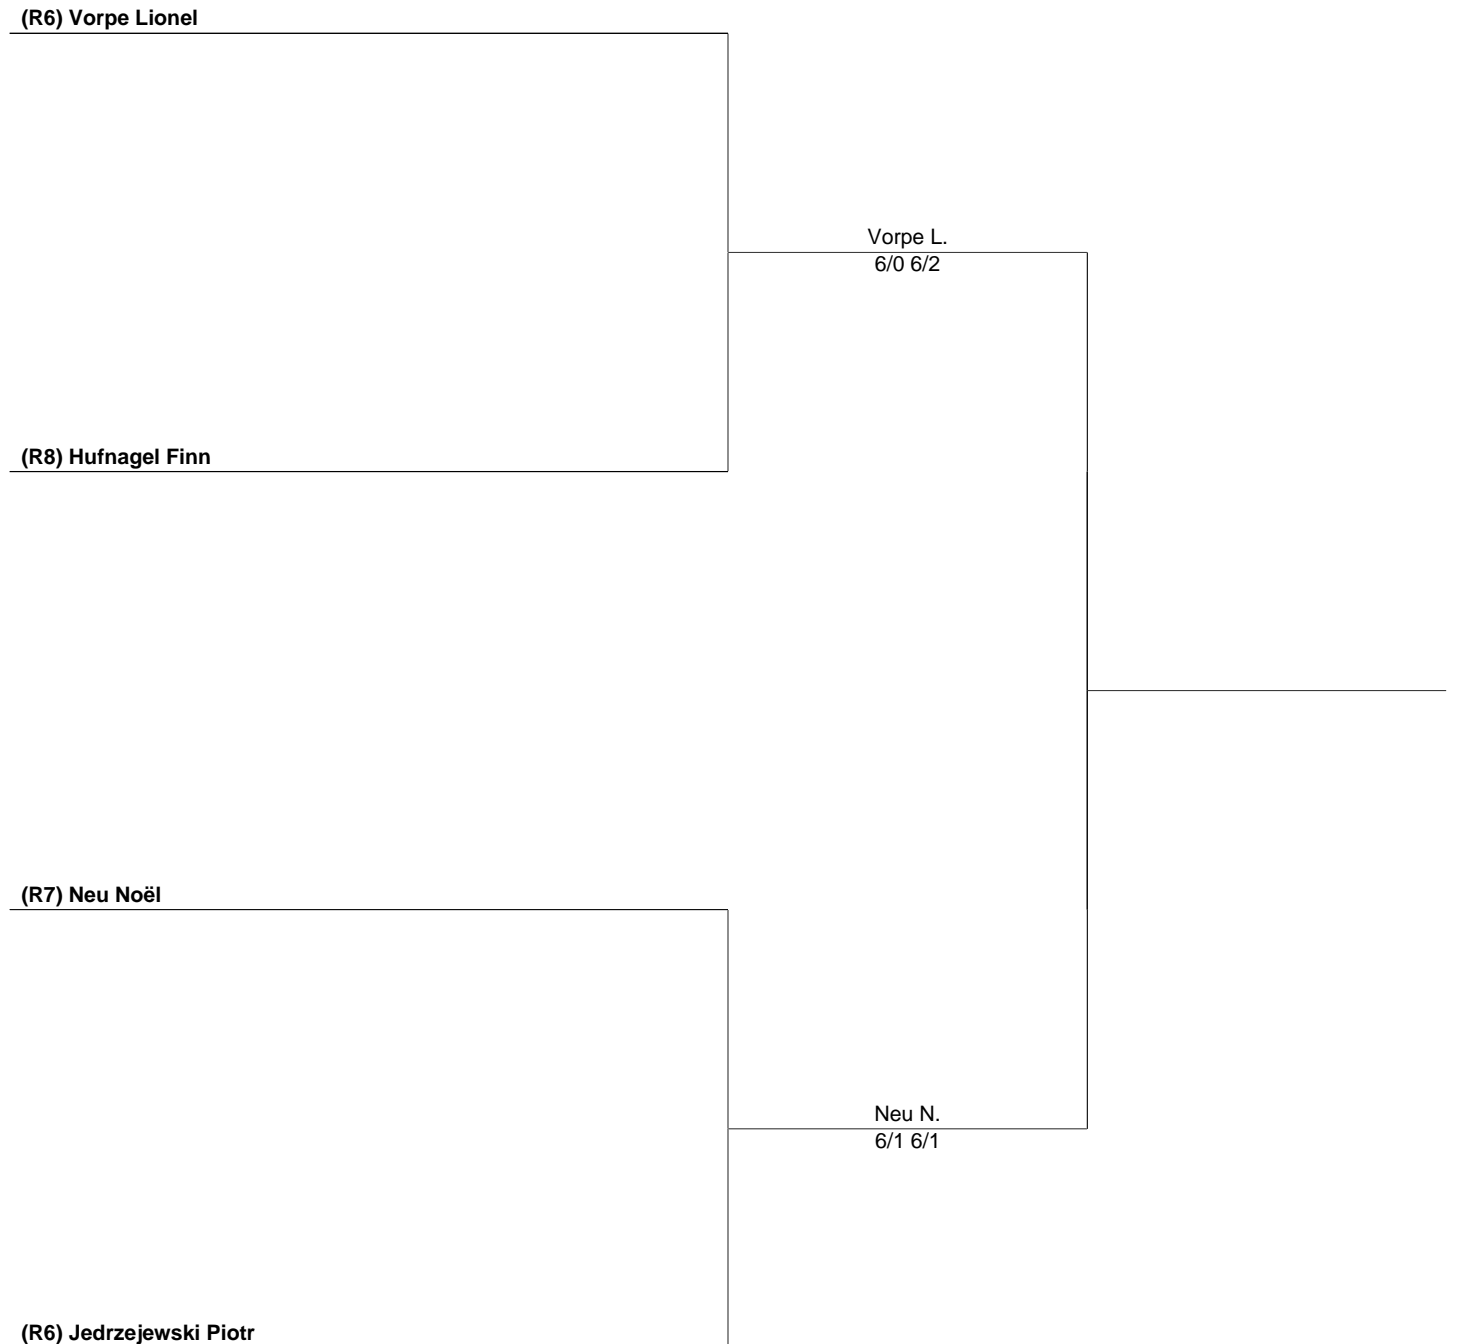 (R6) Vorpe Lionel
Vorpe L.
6/0 6/2
(R8) Hufnagel Finn
(R7) Neu Noël
Neu N.
6/1 6/1
(R6) Jedrzejewski Piotr